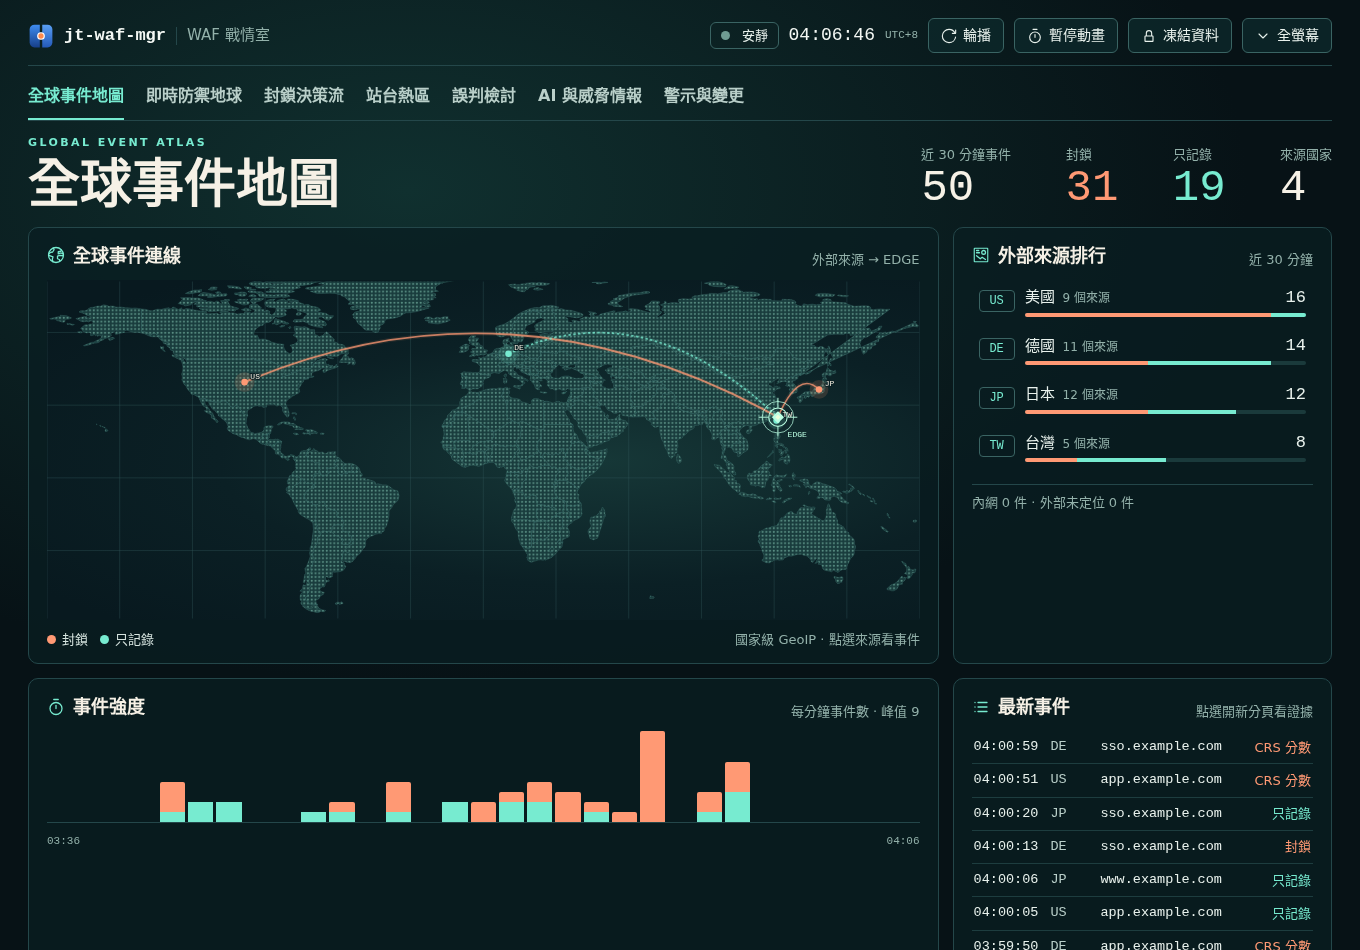 jt-waf-mgr WAF 戰情室
安靜 04:06:46 UTC+8 輪播 暫停動畫 凍結資料 全螢幕
全球事件地圖 即時防禦地球 封鎖決策流 站台熱區 誤判檢討 AI 與威脅情報 警示與變更
GLOBAL EVENT ATLAS
全球事件地圖
近 30 分鐘事件 封鎖 只記錄 來源國家
50 31 19 4
全球事件連線
外部來源 → EDGE
DE
US
JP
EDGE
封鎖 只記錄
國家級 GeoIP · 點選來源看事件
外部來源排行 近 30 分鐘
US 美國 9 個來源 16
DE 德國 11 個來源 14
JP 日本 12 個來源 12
TW 台灣 5 個來源 8
內網 0 件 · 外部未定位 0 件
事件強度 每分鐘事件數 · 峰值 9
03:36 04:06
最新事件 點選開新分頁看證據
04:00:59 DE sso.example.com CRS 分數
04:00:51 US app.example.com CRS 分數
04:00:20 JP sso.example.com 只記錄
04:00:13 DE sso.example.com 封鎖
04:00:06 JP www.example.com 只記錄
04:00:05 US app.example.com 只記錄
03:59:50 DE app.example.com CRS 分數